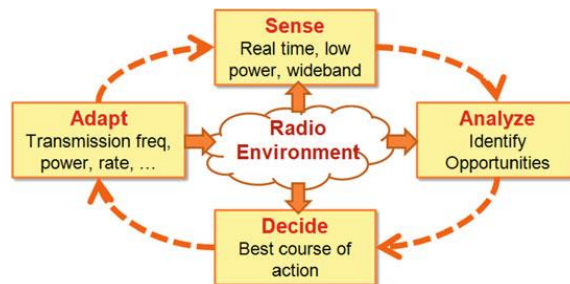 Sense
Real time, low
power, wideband
Adapt
Transmission freq,
power, rate, ...
Radio
Environment
Analyze
Identify
Opportunities
Decide
Best course of
action